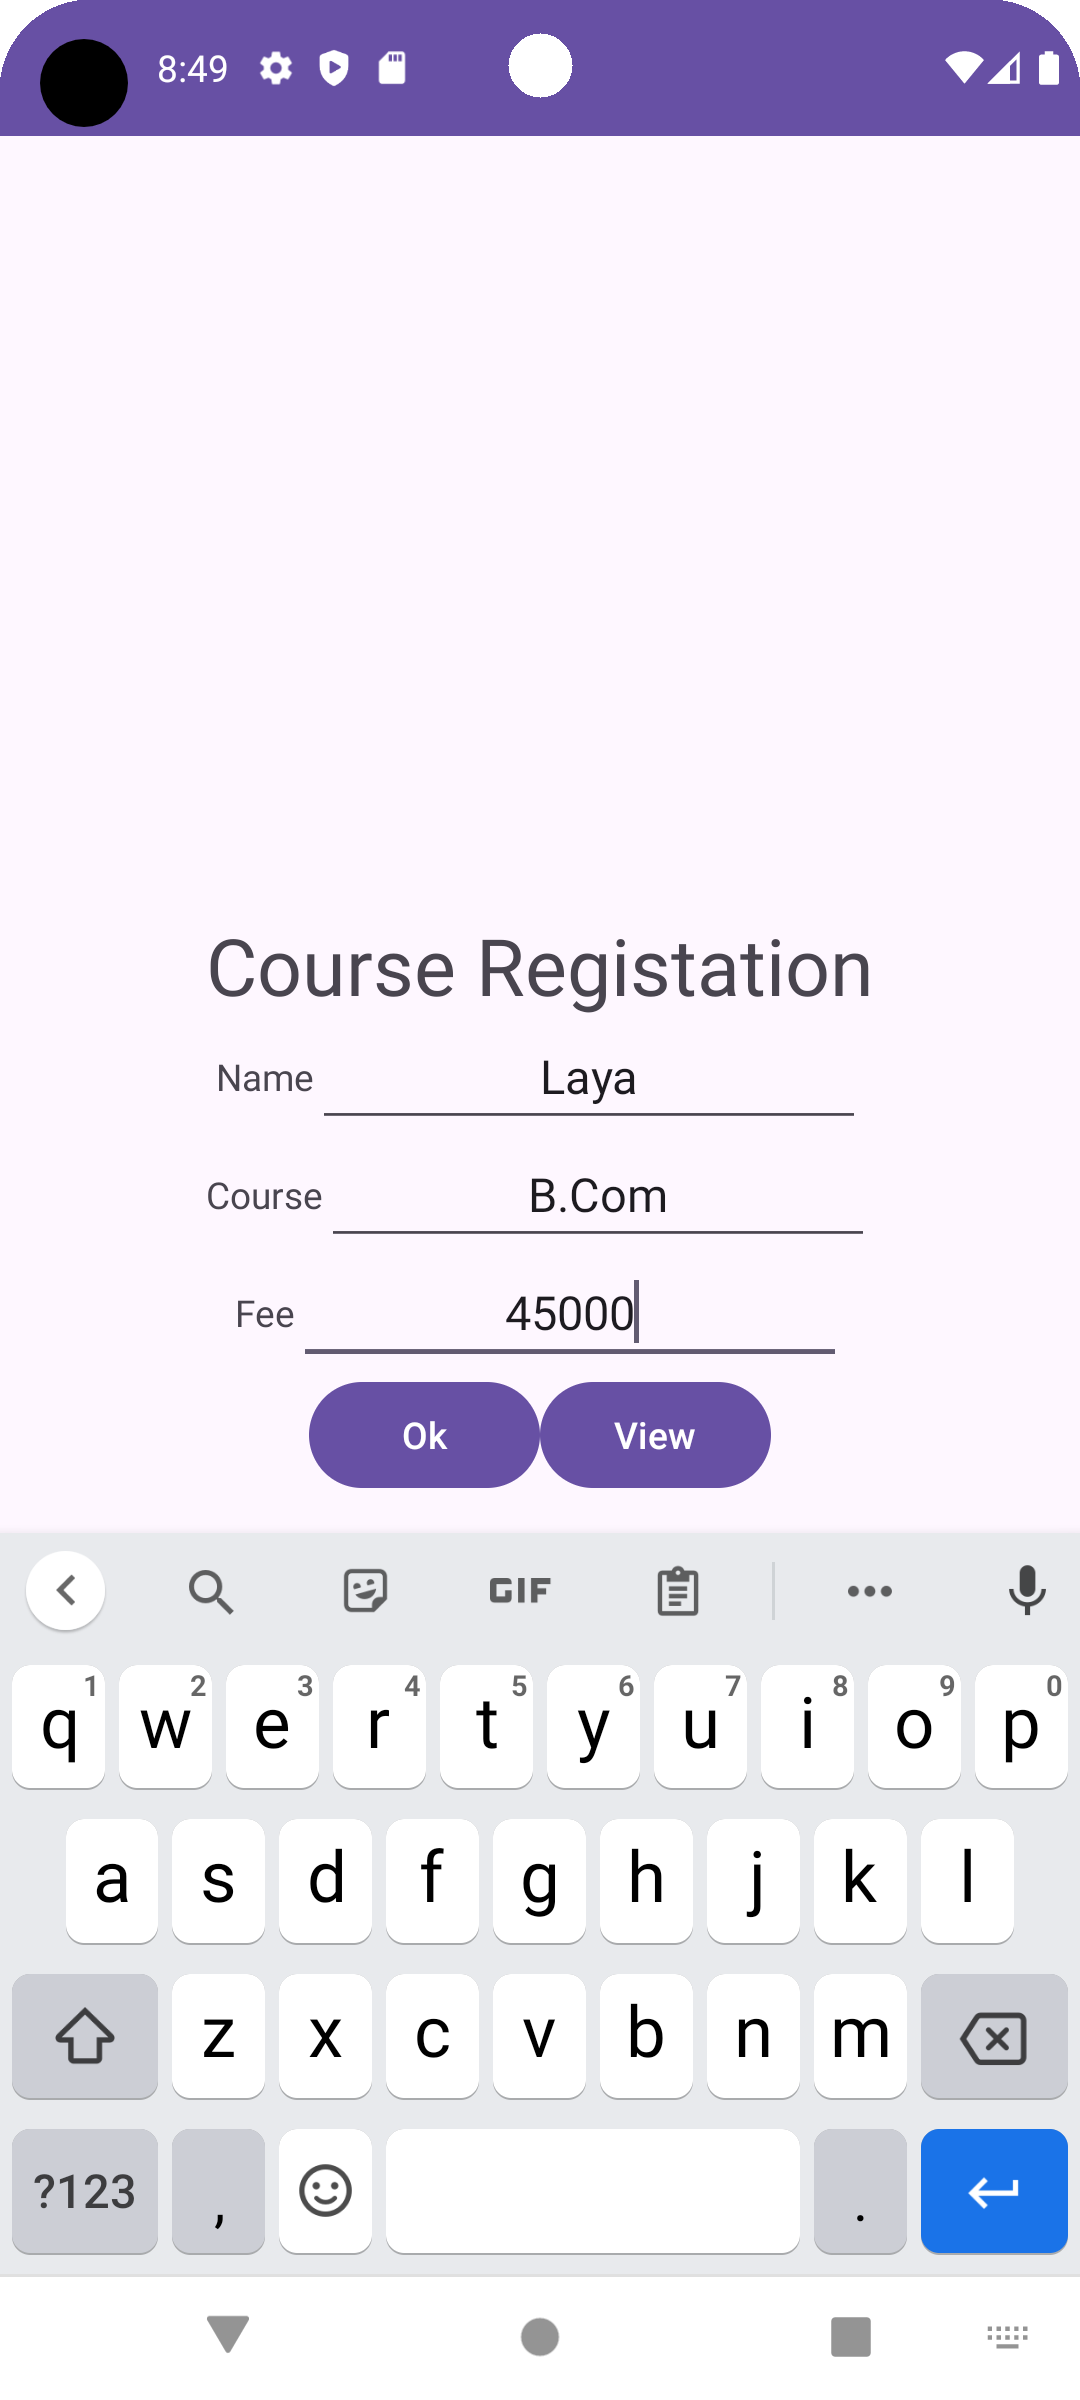 8:49
Course Registation
Name Laya
Course B.Com
Fee 45000
Ok View
GIF
1 2 3 4 5 6 7 8 9 0
q w e r t y u i o p
a s d f g h j k l
z x c v b n m
?123 , .